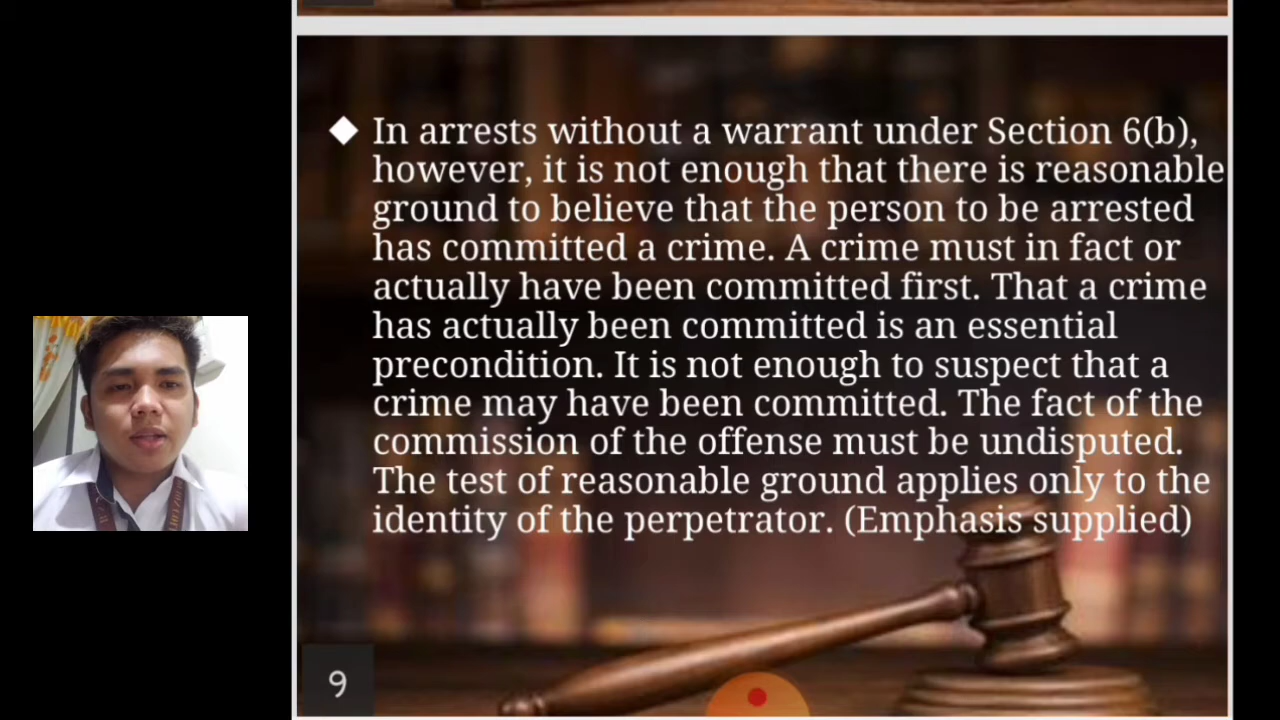 In arrests without a warrant under Section 6(b),
however, it is not enough that there is reasonable
ground to believe that the person to be arrested
has committed a crime. A crime must in fact or
actually have been committed first. That a crime
has actually been committed is an essential
precondition. It is not enough to suspect that a
crime may have been committed. The fact of the
commission of the offense must be undisputed.
The test of reasonable ground applies only to the
identity of the perpetrator. (Emphasis supplied)
9